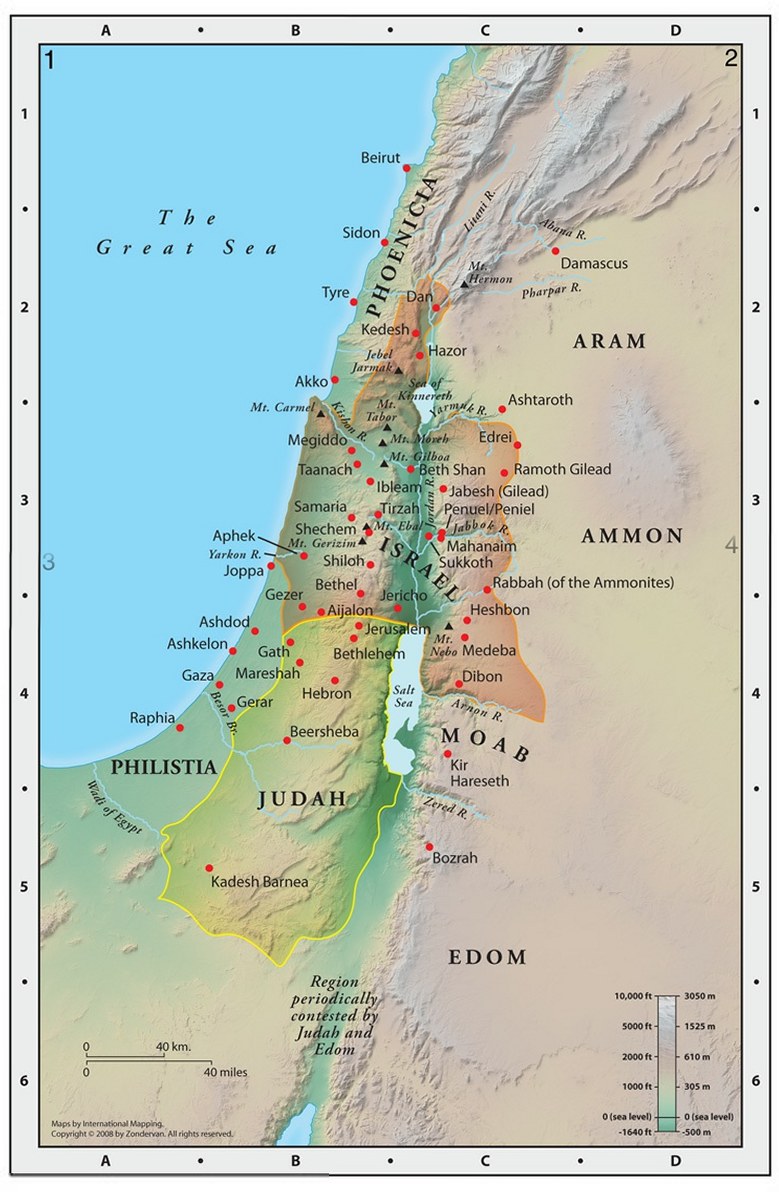 A • B • C • D
1 2
1
•
2
•
3
•
4
•
5
•
6
1
•
2
•
3
•
4
•
5
•
6
3
4
Beirut
The
Great Sea
PHOENICIA
Litani R.
Sidon
Abana R.
Damascus
Mt.
Hermon
Pharpar R.
Tyre
Dan
Kedesh
ARAM
Hazor
Jebel
Jarmak
Akko
Sea of
Kinnereth
Mt. Carmel
Kishon R.
Mt.
Tabor
Yarmuk R.
Ashtaroth
Megiddo
Mt. Moreh
Edrei
Mt. Gilboa
Taanach
Beth Shan
Ramoth Gilead
Ibleam
Jabesh (Gilead)
Jordan R.
Samaria
Tirzah
Penuel/Peniel
Shechem
Mt. Ebal
Jabbok R.
Aphek
Mt. Gerizim
ISRAEL
Mahanaim
AMMON
Yarkon R.
Sukkoth
Joppa
Shiloh
Bethel
Jericho
Rabbah (of the Ammonites)
Gezer
Aijalon
Heshbon
Ashdod
Jerusalem
Ashkelon
Gath
Bethlehem
Mt.
Nebo
Medeba
Mareshah
Gaza
Hebron
Salt
Sea
Dibon
Gerar
Besor Br.
Arnon R.
Raphia
Beersheba
MOAB
PHILISTIA
Kir
Hareseth
JUDAH
Wadi of Egypt
Zered R.
Bozrah
Kadesh Barnea
EDOM
Region
periodically
contested by
Judah and
Edom
10,000 ft 3050 m
5000 ft 1525 m
2000 ft 610 m
1000 ft 305 m
0 (sea level) 0 (sea level)
-1640 ft -500 m
0 40 km.
0 40 miles
Maps by International Mapping.
Copyright © 2008 by Zondervan. All rights reserved.
A • B • C • D